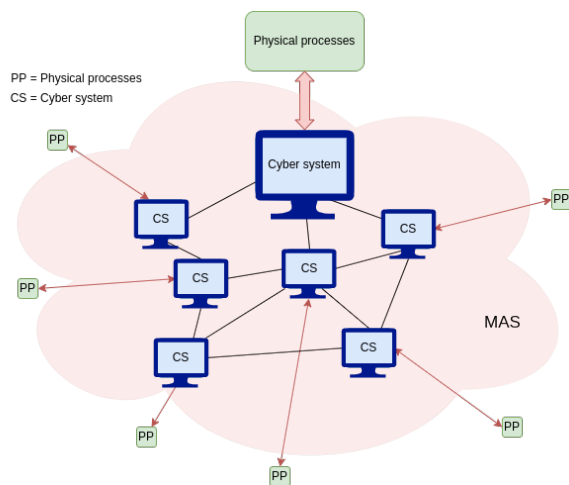 Physical processes
PP = Physical processes
CS = Cyber system
PP
Cyber system
PP
CS
CS
CS
CS
PP
MAS
CS
CS
PP
PP
PP